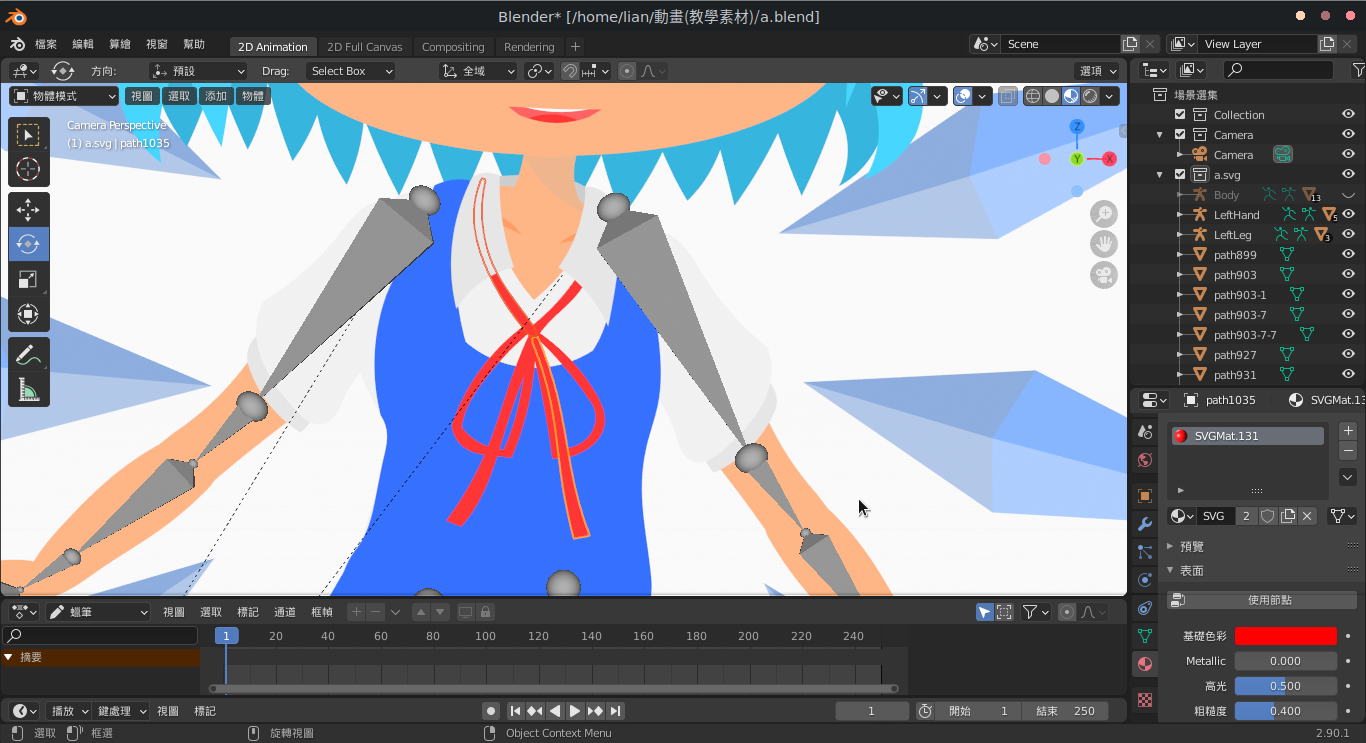 Blender* [/home/lian/動畫(教學素材)/a.blend]
檔案 編輯 算繪 視窗 幫助 2D Animation 2D Full Canvas Compositing Rendering + Scene View Layer
方向: 預設 Drag: Select Box 全域 選項
物體模式 視圖 選取 添加 物體
Camera Perspective
(1) a.svg | path1035
Z
Y X
場景選集
Collection
Camera
Camera
a.svg
Body 13
LeftHand 5
LeftLeg 3
path899
path903
path903-1
path903-7
path903-7-7
path927
path931
path1035 SVGMat.13
SVGMat.131
SVG 2
預覽
表面
使用節點
基礎色彩
Metallic 0.000
高光 0.500
粗糙度 0.400
蠟筆 視圖 選取 標記 通道 框幀
1 20 40 60 80 100 120 140 160 180 200 220 240
摘要
播放 鍵處理 視圖 標記 1 開始 1 結束 250
選取 框選 旋轉視圖 Object Context Menu 2.90.1